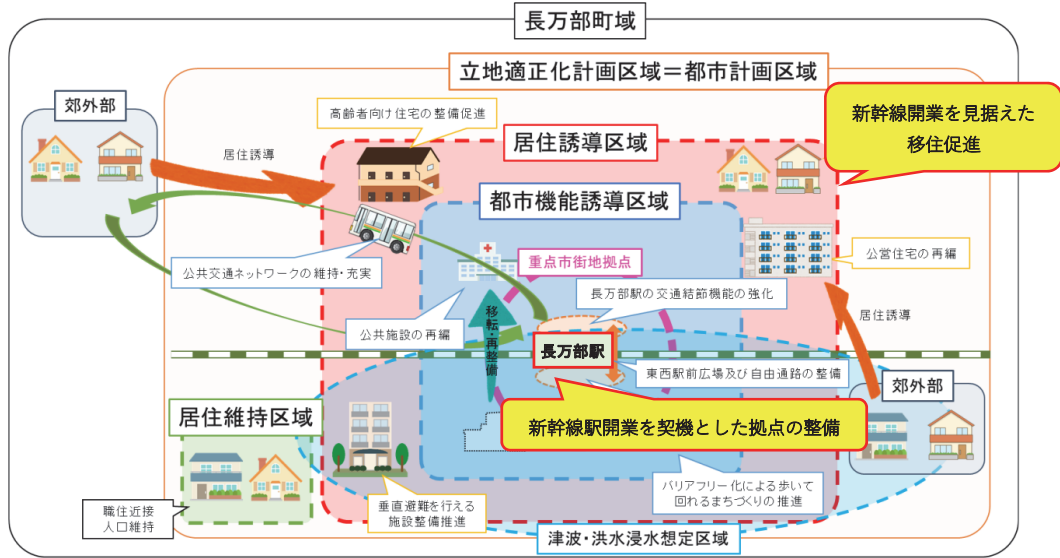 長万部町域
立地適正化計画区域＝都市計画区域
郊外部
高齢者向け住宅の整備促進
新幹線開業を見据えた
移住促進
居住誘導
居住誘導区域
都市機能誘導区域
重点市街地拠点
公営住宅の再編
公共交通ネットワークの維持・充実
長万部駅の交通結節機能の強化
公共施設の再編
移転・再整備
居住誘導
長万部駅
東西駅前広場及び自由通路の整備
郊外部
居住維持区域
新幹線駅開業を契機とした拠点の整備
バリアフリー化による歩いて
回れるまちづくりの推進
垂直避難を行える
施設整備推進
職住近接
人口維持
津波・洪水浸水想定区域